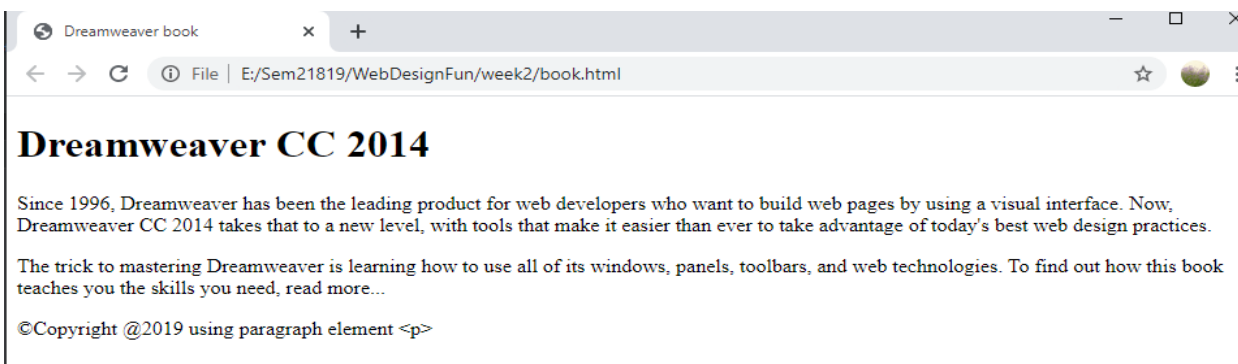 Dreamweaver book
File | E:/Sem21819/WebDesignFun/week2/book.html
Dreamweaver CC 2014
Since 1996, Dreamweaver has been the leading product for web developers who want to build web pages by using a visual interface. Now,
Dreamweaver CC 2014 takes that to a new level, with tools that make it easier than ever to take advantage of today's best web design practices.
The trick to mastering Dreamweaver is learning how to use all of its windows, panels, toolbars, and web technologies. To find out how this book
teaches you the skills you need, read more...
©Copyright @2019 using paragraph element <p>